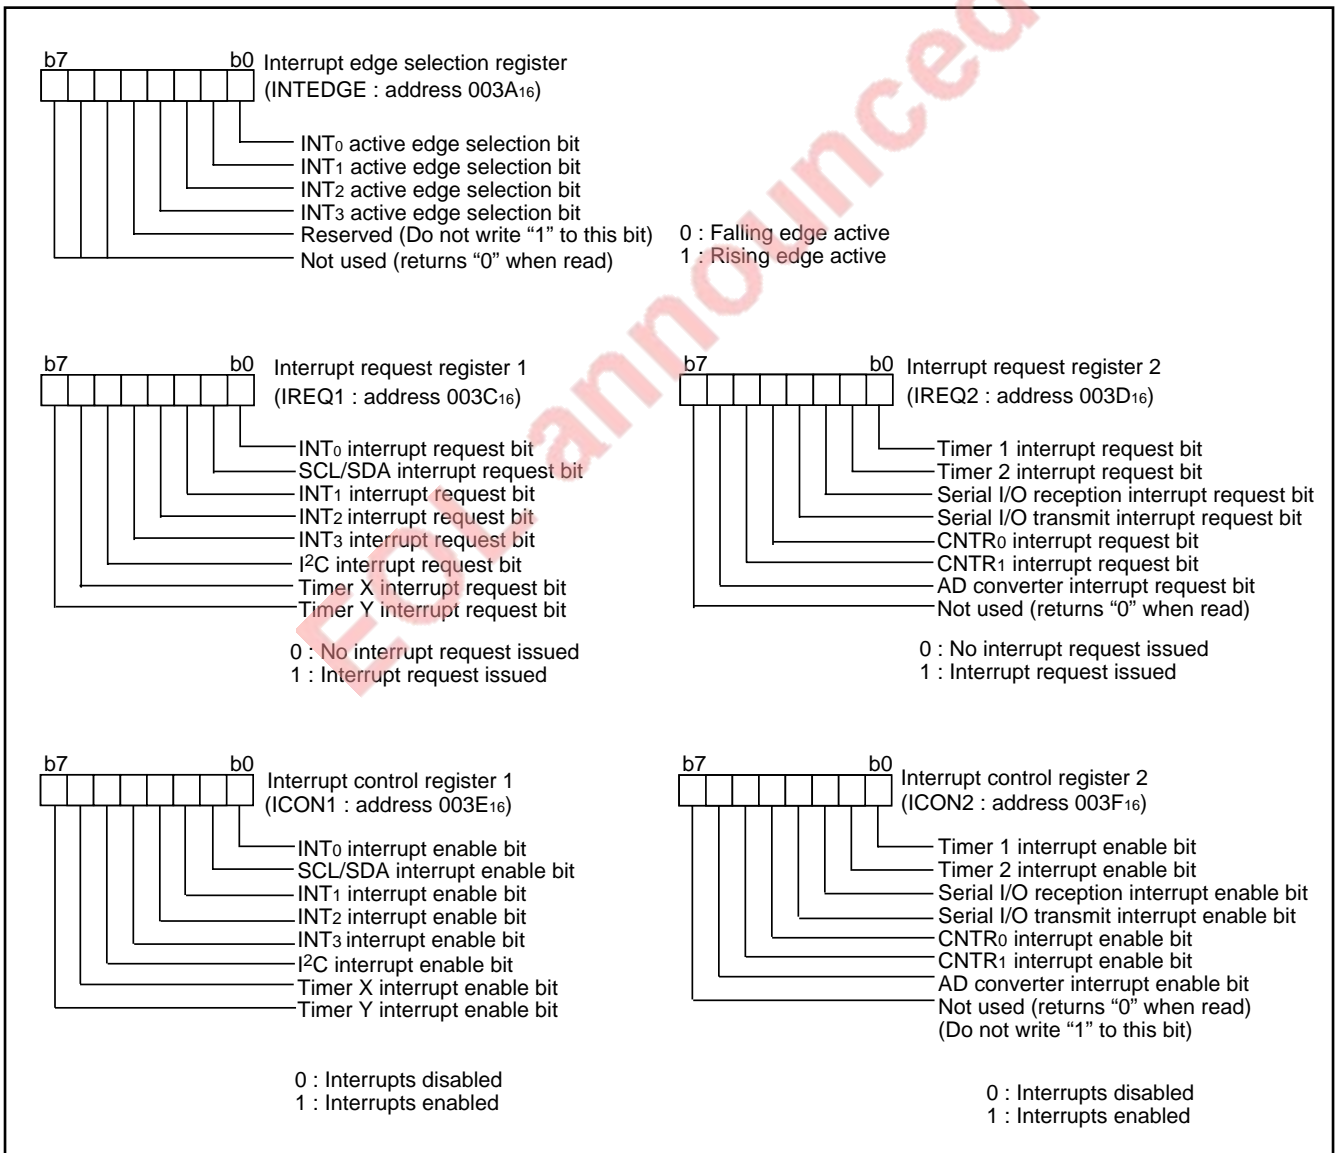 b7 b0 Interrupt edge selection register
(INTEDGE : address 003A16)
INT0 active edge selection bit
INT1 active edge selection bit
INT2 active edge selection bit
INT3 active edge selection bit
Reserved (Do not write “1” to this bit)
Not used (returns “0” when read)
0 : Falling edge active
1 : Rising edge active
b7 b0 Interrupt request register 1
(IREQ1 : address 003C16)
INT0 interrupt request bit
SCL/SDA interrupt request bit
INT1 interrupt request bit
INT2 interrupt request bit
INT3 interrupt request bit
I2C interrupt request bit
Timer X interrupt request bit
Timer Y interrupt request bit
0 : No interrupt request issued
1 : Interrupt request issued
b7 b0 Interrupt request register 2
(IREQ2 : address 003D16)
Timer 1 interrupt request bit
Timer 2 interrupt request bit
Serial I/O reception interrupt request bit
Serial I/O transmit interrupt request bit
CNTR0 interrupt request bit
CNTR1 interrupt request bit
AD converter interrupt request bit
Not used (returns “0” when read)
0 : No interrupt request issued
1 : Interrupt request issued
b7 b0 Interrupt control register 1
(ICON1 : address 003E16)
INT0 interrupt enable bit
SCL/SDA interrupt enable bit
INT1 interrupt enable bit
INT2 interrupt enable bit
INT3 interrupt enable bit
I2C interrupt enable bit
Timer X interrupt enable bit
Timer Y interrupt enable bit
0 : Interrupts disabled
1 : Interrupts enabled
b7 b0 Interrupt control register 2
(ICON2 : address 003F16)
Timer 1 interrupt enable bit
Timer 2 interrupt enable bit
Serial I/O reception interrupt enable bit
Serial I/O transmit interrupt enable bit
CNTR0 interrupt enable bit
CNTR1 interrupt enable bit
AD converter interrupt enable bit
Not used (returns “0” when read)
(Do not write “1” to this bit)
0 : Interrupts disabled
1 : Interrupts enabled
EOL announced